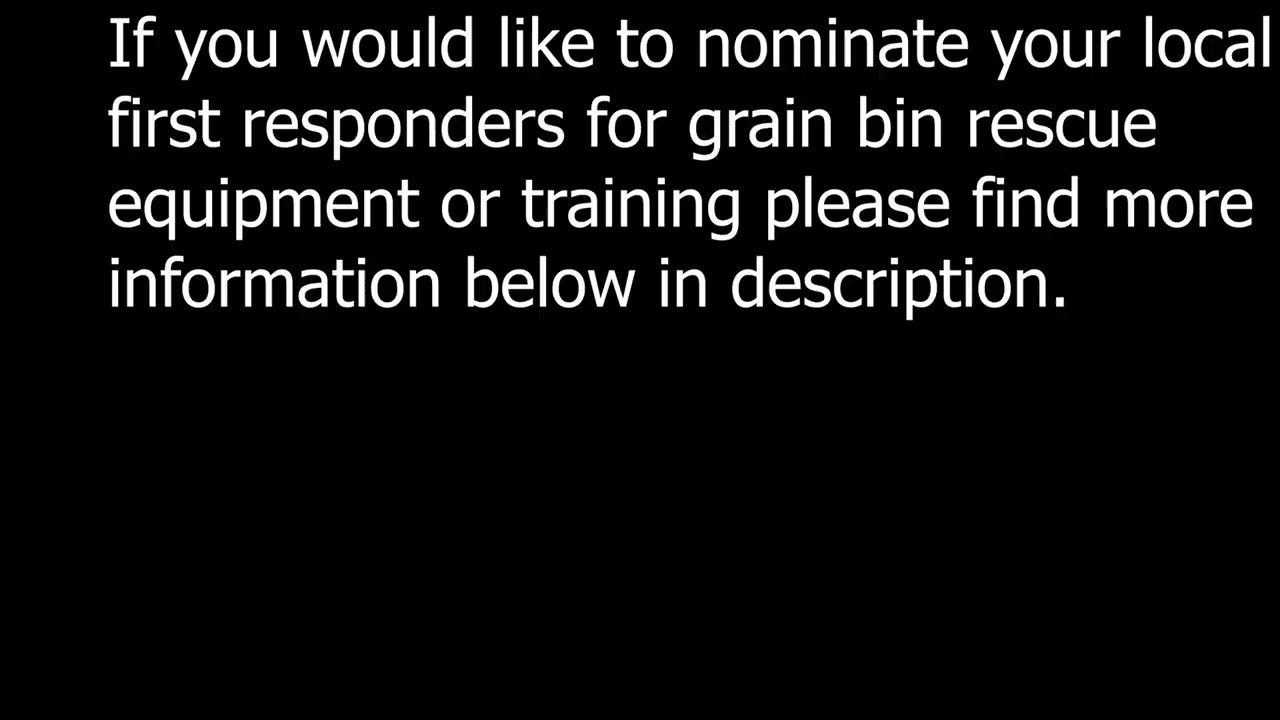 If you would like to nominate your local
first responders for grain bin rescue
equipment or training please find more
information below in description.